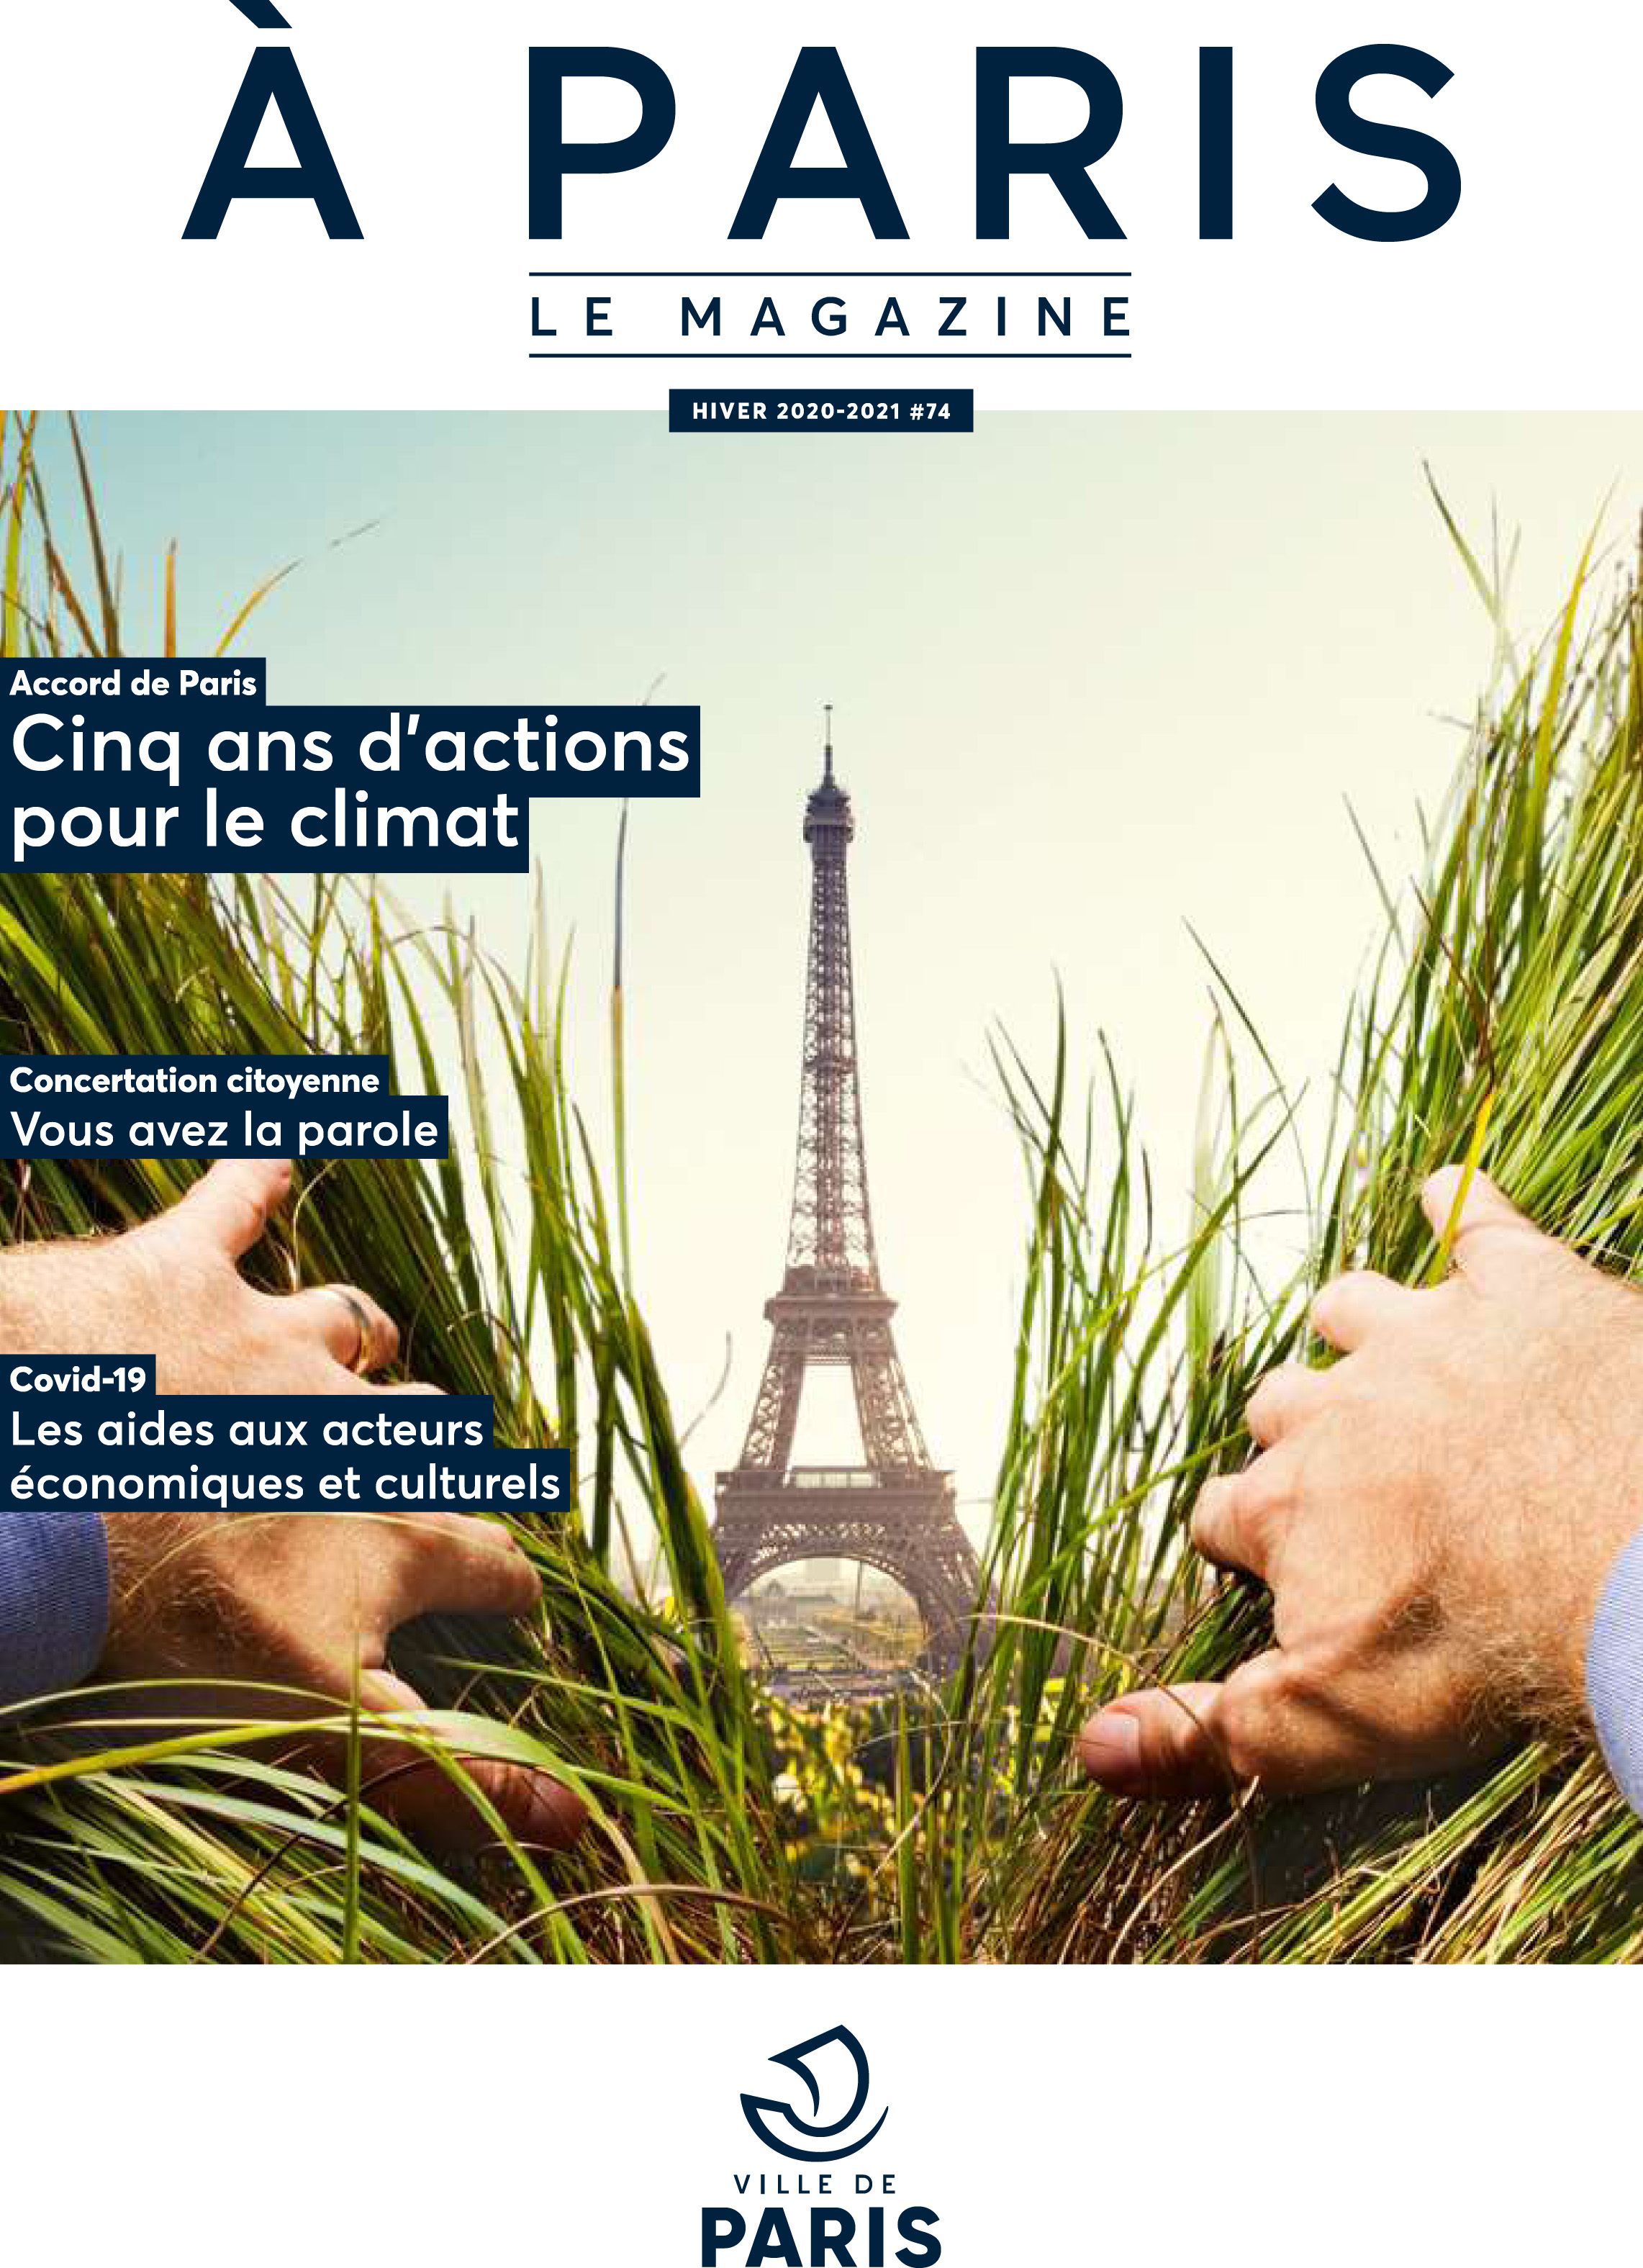 À PARIS
LE MAGAZINE
HIVER 2020-2021 #74
Accord de Paris
Cinq ans d'actions
pour le climat
Concertation citoyenne
Vous avez la parole
Covid-19
Les aides aux acteurs
économiques et culturels
VILLE DE
PARIS